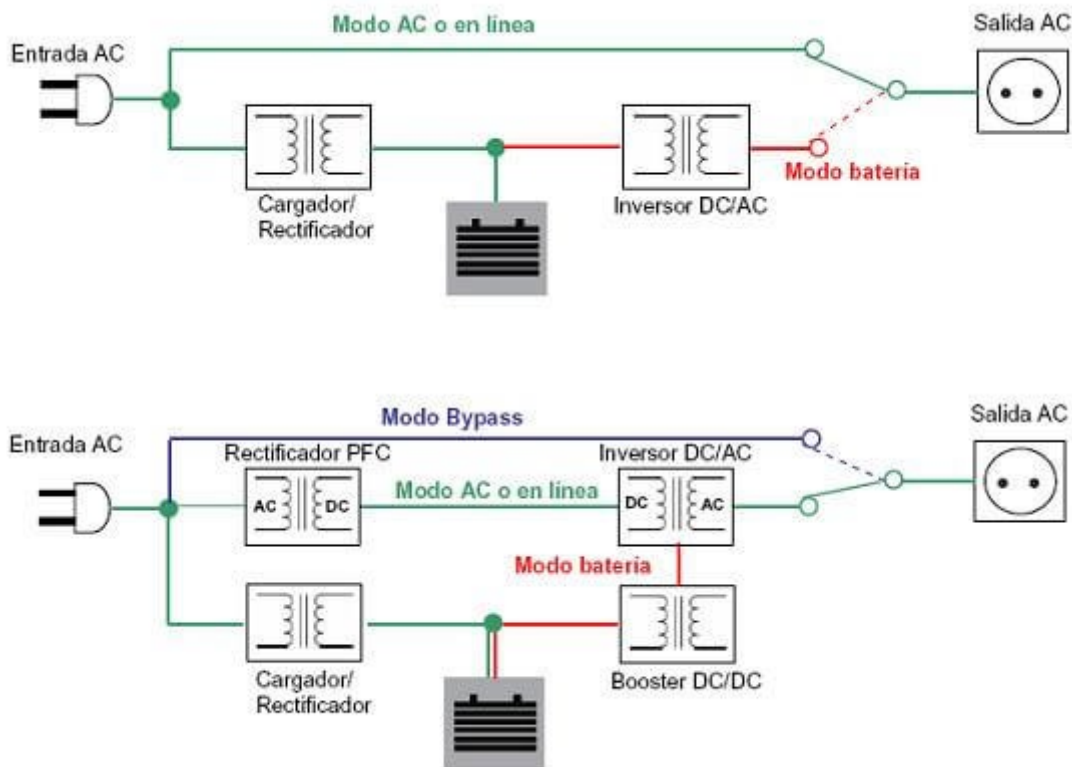 Modo AC o en línea
Salida AC
Entrada AC
Cargador/
Rectificador
Inversor DC/AC
Modo batería
Modo Bypass
Salida AC
Entrada AC
Rectificador PFC
Inversor DC/AC
AC
DC
Modo AC o en línea
DC
AC
Modo batería
Cargador/
Rectificador
Booster DC/DC